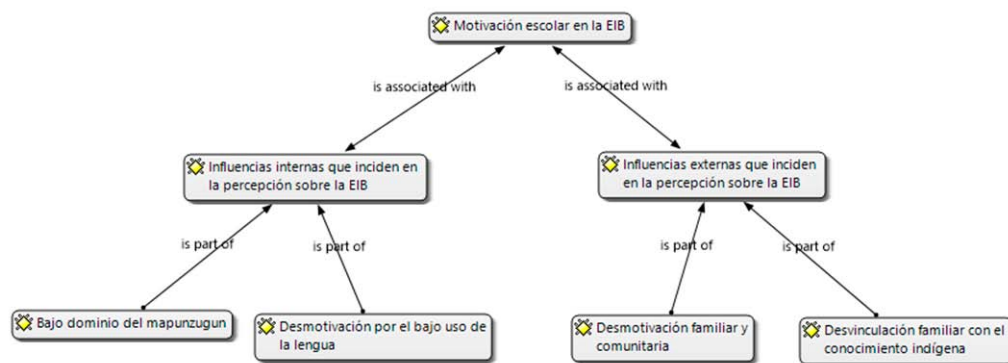 Motivación escolar en la EIB
is associated with
is associated with
Influencias internas que inciden en
la percepción sobre la EIB
Influencias externas que inciden
en la percepción sobre la EIB
is part of
is part of
is part of
is part of
Bajo dominio del mapunzugun
Desmotivación por el bajo uso de
la lengua
Desmotivación familiar y
comunitaria
Desvinculación familiar con el
conocimiento indígena